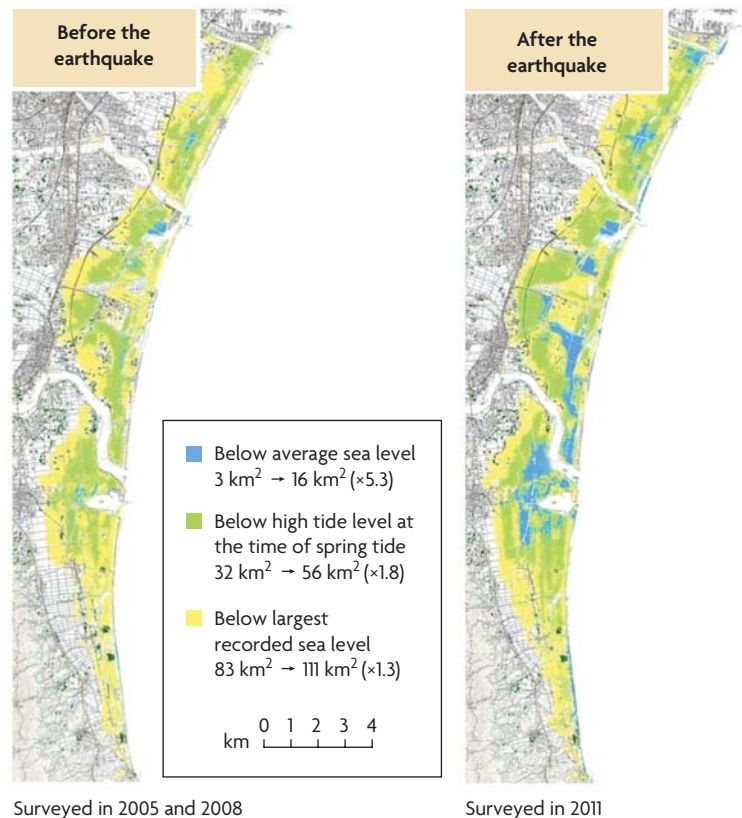 Before the
earthquake
After the
earthquake
Below average sea level
3 km² → 16 km² (×5.3)
Below high tide level at
the time of spring tide
32 km² → 56 km² (×1.8)
Below largest
recorded sea level
83 km² → 111 km² (×1.3)
0 1 2 3 4
km
Surveyed in 2005 and 2008
Surveyed in 2011